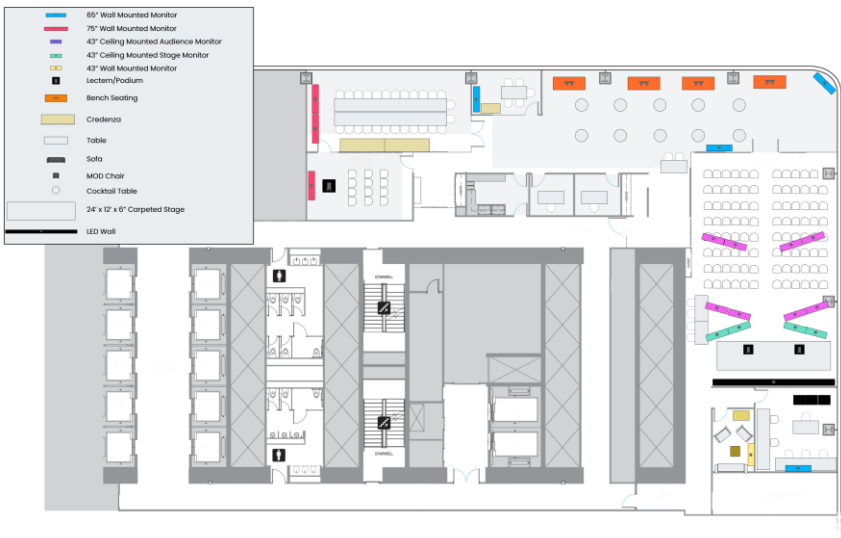 65" Wall Mounted Monitor
75" Wall Mounted Monitor
43" Ceiling Mounted Audience Monitor
43" Ceiling Mounted Stage Monitor
43" Wall Mounted Monitor
Lectern/Podium
Bench Seating
Credenza
Table
Sofa
MOD Chair
Cocktail Table
24' x 12' x 6" Carpeted Stage
LED Wall
STAIRWELL
STAIRWELL